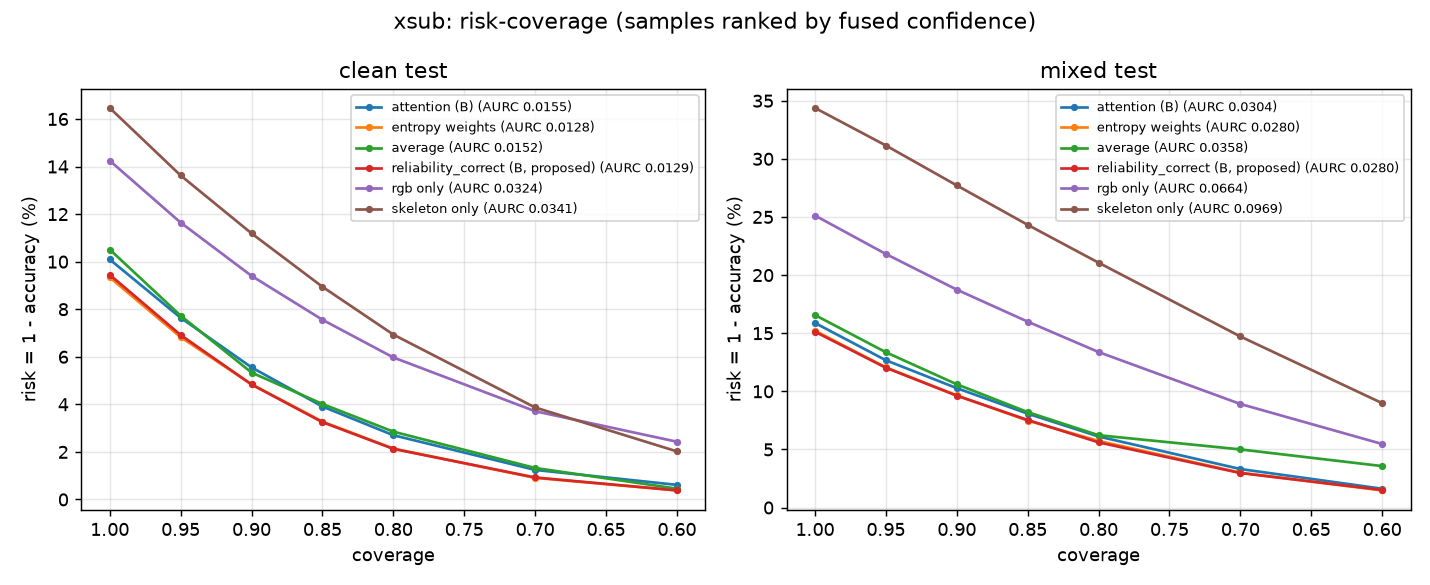 xsub: risk-coverage (samples ranked by fused confidence)
clean test
risk = 1 - accuracy (%)
16
14
12
10
8
6
4
2
0
attention (B) (AURC 0.0155)
entropy weights (AURC 0.0128)
average (AURC 0.0152)
reliability_correct (B, proposed) (AURC 0.0129)
rgb only (AURC 0.0324)
skeleton only (AURC 0.0341)
1.00 0.95 0.90 0.85 0.80 0.75 0.70 0.65 0.60
coverage
mixed test
risk = 1 - accuracy (%)
35
30
25
20
15
10
5
0
attention (B) (AURC 0.0304)
entropy weights (AURC 0.0280)
average (AURC 0.0358)
reliability_correct (B, proposed) (AURC 0.0280)
rgb only (AURC 0.0664)
skeleton only (AURC 0.0969)
1.00 0.95 0.90 0.85 0.80 0.75 0.70 0.65 0.60
coverage